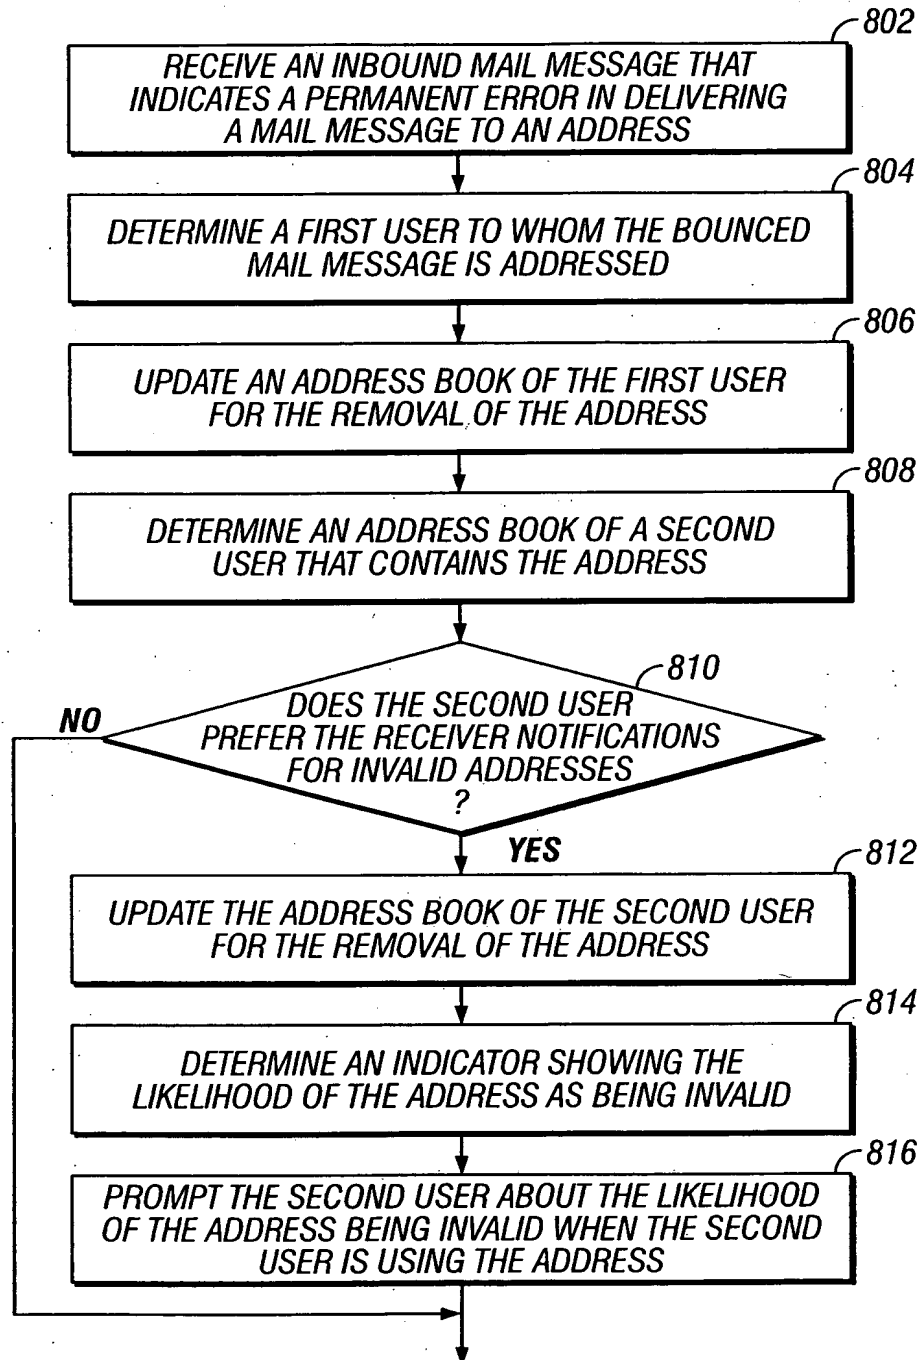 802
RECEIVE AN INBOUND MAIL MESSAGE THAT
INDICATES A PERMANENT ERROR IN DELIVERING
A MAIL MESSAGE TO AN ADDRESS
804
DETERMINE A FIRST USER TO WHOM THE BOUNCED
MAIL MESSAGE IS ADDRESSED
806
UPDATE AN ADDRESS BOOK OF THE FIRST USER
FOR THE REMOVAL OF THE ADDRESS
808
DETERMINE AN ADDRESS BOOK OF A SECOND
USER THAT CONTAINS THE ADDRESS
810
DOES THE SECOND USER
PREFER THE RECEIVER NOTIFICATIONS
FOR INVALID ADDRESSES
?
NO
YES
812
UPDATE THE ADDRESS BOOK OF THE SECOND USER
FOR THE REMOVAL OF THE ADDRESS
814
DETERMINE AN INDICATOR SHOWING THE
LIKELIHOOD OF THE ADDRESS AS BEING INVALID
816
PROMPT THE SECOND USER ABOUT THE LIKELIHOOD
OF THE ADDRESS BEING INVALID WHEN THE SECOND
USER IS USING THE ADDRESS